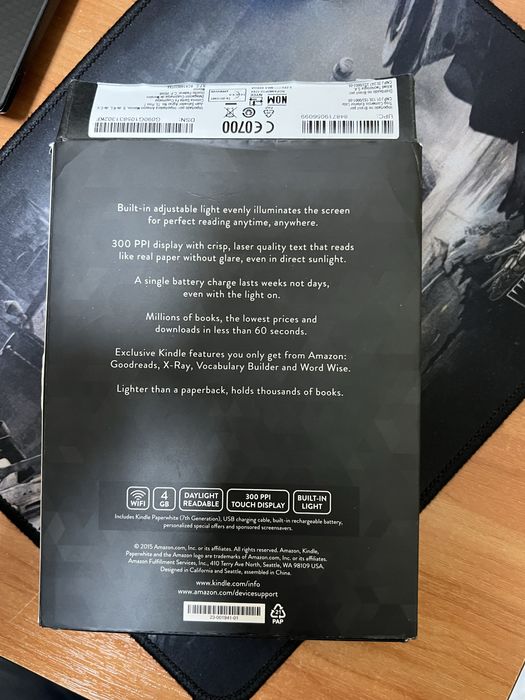 UPC:
848719056099
CE0700
NOM
DSN:
Built-in adjustable light evenly illuminates the screen
for perfect reading anytime, anywhere.
300 PPI display with crisp, laser quality text that reads
like real paper without glare, even in direct sunlight.
A single battery charge lasts weeks not days,
even with the light on.
Millions of books, the lowest prices and
downloads in less than 60 seconds.
Exclusive Kindle features you only get from Amazon:
Goodreads, X-Ray, Vocabulary Builder and Word Wise.
Lighter than a paperback, holds thousands of books.
WiFi
4
GB
DAYLIGHT
READABLE
300 PPI
TOUCH DISPLAY
BUILT-IN
LIGHT
Includes Kindle Paperwhite (7th Generation), USB charging cable, built-in rechargeable battery,
personalized special offers and sponsored screensavers.
© 2015 Amazon.com, Inc. or its affiliates. All rights reserved. Amazon, Kindle,
Paperwhite and the Amazon logo are trademarks of Amazon.com, Inc. or its affiliates.
Amazon Fulfillment Services, Inc., 410 Terry Ave North, Seattle, WA 98109 USA.
Designed in California and Seattle, assembled in China.
www.kindle.com/info
www.amazon.com/devicesupport
23-001941-01
21
PAP